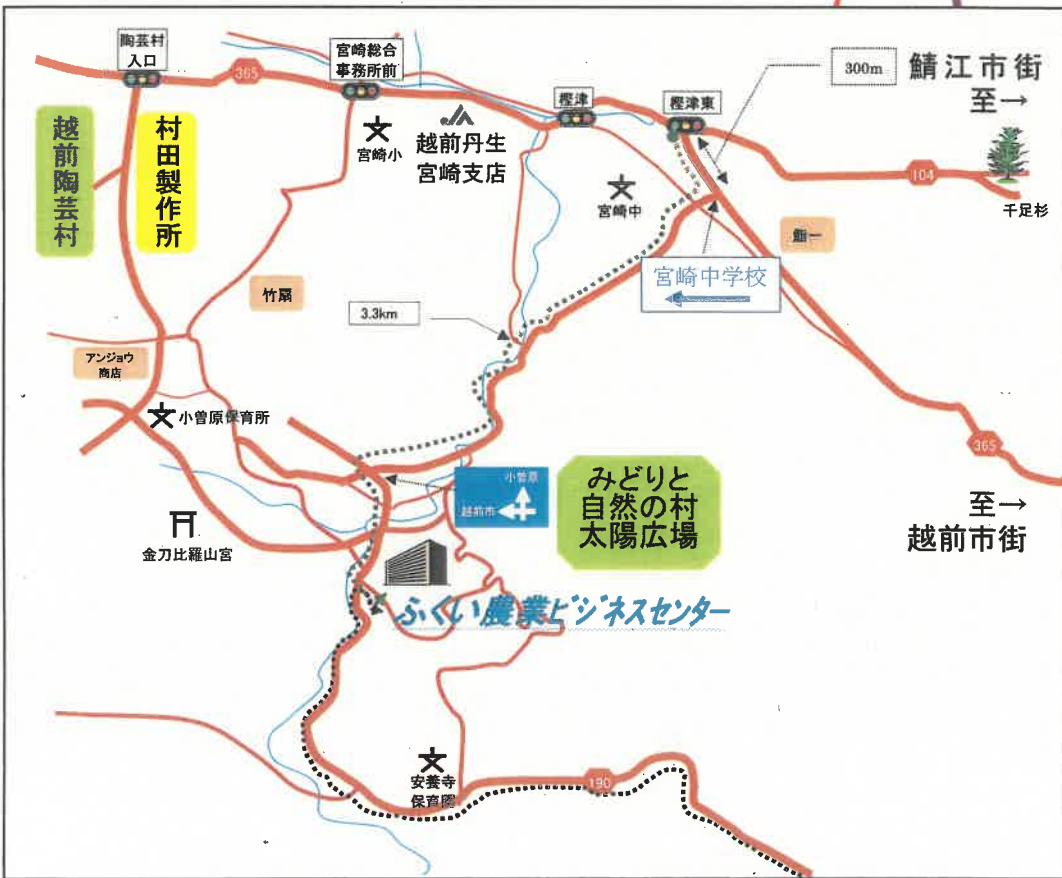 陶芸村
入口
365
宮崎総合
事務所前
宮崎小
JA
越前丹生
宮崎支店
樫津
樫津東
300m
鯖江市街
至→
104
千足杉
越前陶芸村
村田製作所
宮崎中
鮨一
宮崎中学校
竹扇
3.3km
アンジョウ
商店
小曽原保育所
365
小曽原
越前市
みどりと
自然の村
太陽広場
至→
越前市街
金刀比羅山宮
ふくい農業ビジネスセンター
安養寺
保育園
190